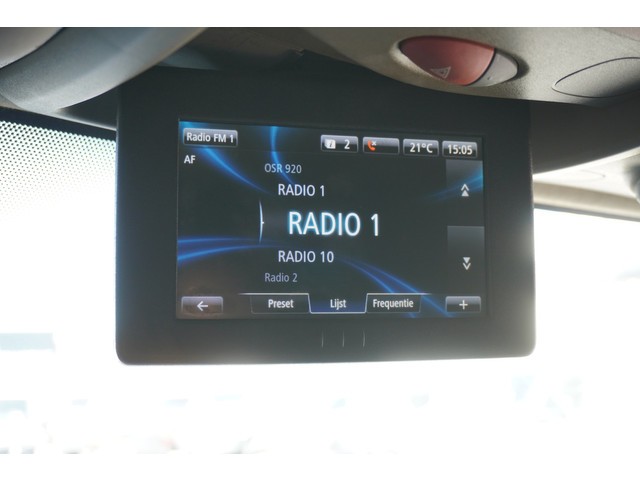 Radio FM 1
2
21°C
15:05
AF
OSR 920
RADIO 1
RADIO 1
RADIO 10
Radio 2
Preset
Lijst
Frequentie
+